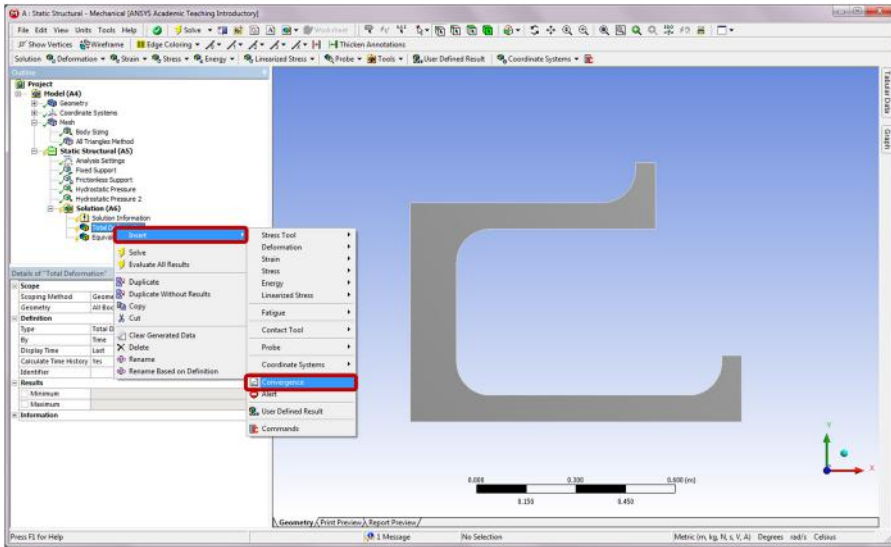 A : Static Structural - Mechanical [ANSYS Academic Teaching Introductory]
File Edit View Units Tools Help Solve Worksheet
Show Vertices Wireframe Edge Coloring Thicken Annotations
Solution Deformation Strain Stress Energy Linearized Stress Probe Tools User Defined Result Coordinate Systems
Outline
Project
Model (A4)
Geometry
Coordinate Systems
Mesh
Body Sizing
All Triangles Method
Static Structural (A5)
Analysis Settings
Fixed Support
Frictionless Support
Hydrostatic Pressure
Hydrostatic Pressure 2
Solution (A6)
Solution Information
Total D
Equival
Insert
Solve
Evaluate All Results
Duplicate
Duplicate Without Results
Copy
Cut
Clear Generated Data
Delete
Rename
Rename Based on Definition
Stress Tool
Deformation
Strain
Stress
Energy
Linearized Stress
Fatigue
Contact Tool
Probe
Coordinate Systems
Convergence
Alert
User Defined Result
Commands
Details of "Total Deformation"
Scope
Scoping Method Geome
Geometry All Boc
Definition
Type Total D
By Time
Display Time Last
Calculate Time History Yes
Identifier
Results
Minimum
Maximum
Information
Tabular Data
Graph
Y
X
0.000 0.300 0.600 (m)
0.150 0.450
Geometry Print Preview Report Preview
Press F1 for Help 1 Message No Selection Metric (m, kg, N, s, V, A) Degrees rad/s Celsius